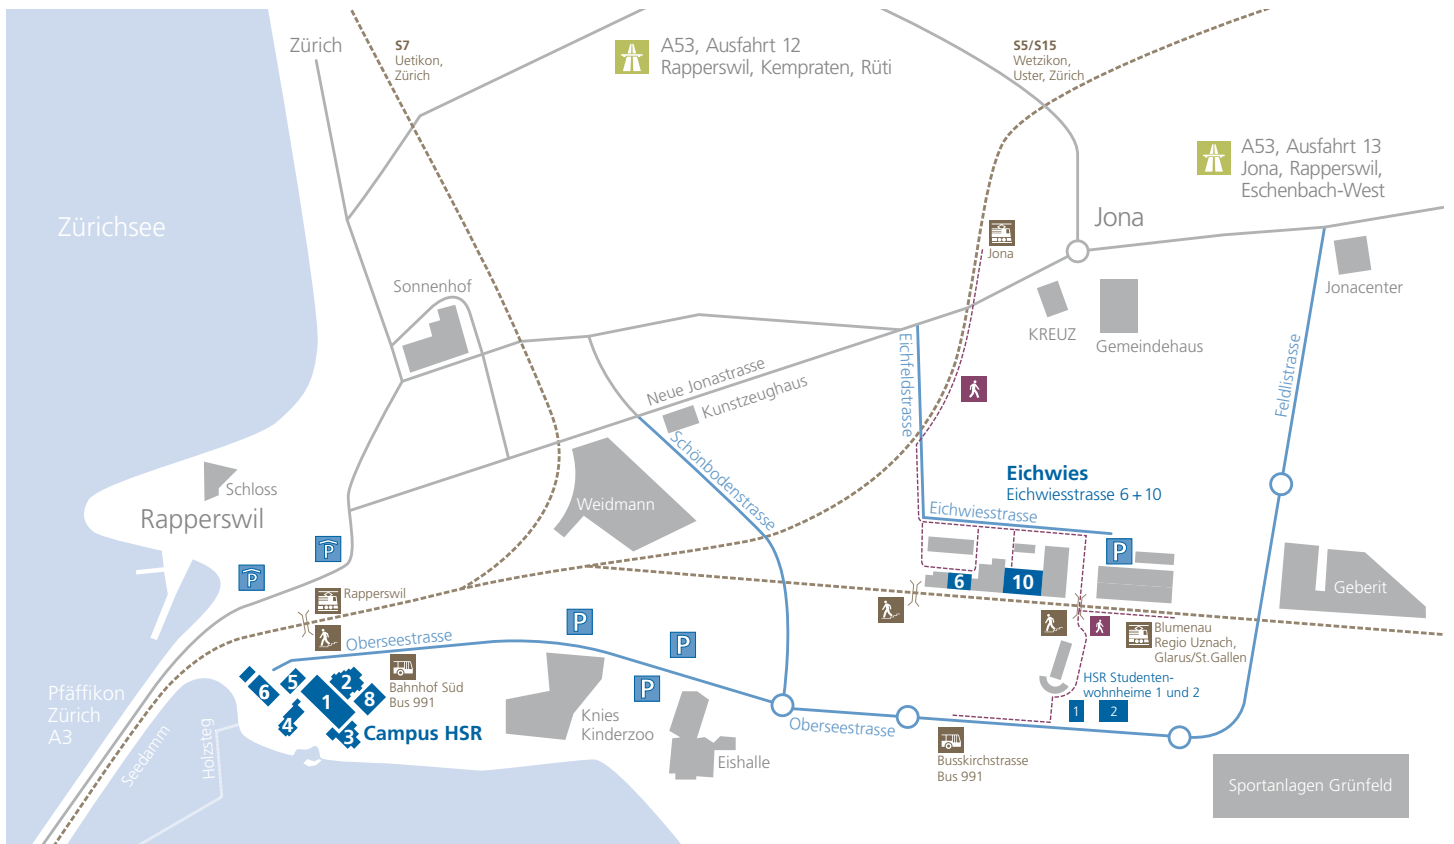 Zürich
S7
Uetikon,
Zürich
A53, Ausfahrt 12
Rapperswil, Kempraten, Rüti
S5/S15
Wetzikon,
Uster, Zürich
A53, Ausfahrt 13
Jona, Rapperswil,
Eschenbach-West
Zürichsee
Jona
Jona
Sonnenhof
Jonacenter
KREUZ
Gemeindehaus
Neue Jonastrasse
Kunstzeughaus
Eichfeldstrasse
Feldlistrasse
Schönbodenstrasse
Eichwies
Eichwiesstrasse 6 + 10
Schloss
Rapperswil
Weidmann
Eichwiesstrasse
P
P
P
6
10
Geberit
Rapperswil
P
P
P
Oberseestrasse
Blumenau
Regio Uznach,
Glarus/St.Gallen
Bahnhof Süd
Bus 991
HSR Studenten-
wohnheime 1 und 2
1
2
6
5
1
2
8
4
3
Campus HSR
Pfäffikon
Zürich
A3
Seedamm
Holzsteg
Knies
Kinderzoo
Eishalle
Oberseestrasse
Busskirchstrasse
Bus 991
Sportanlagen Grünfeld